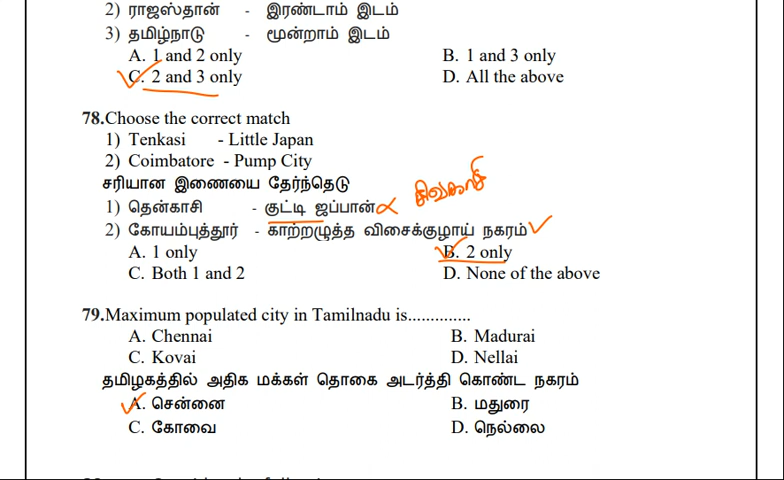 2) ராஜஸ்தான் - இரண்டாம் இடம்
3) தமிழ்நாடு - மூன்றாம் இடம்
A. 1 and 2 only B. 1 and 3 only
C. 2 and 3 only D. All the above
78.Choose the correct match
1) Tenkasi - Little Japan
2) Coimbatore - Pump City
சரியான இணையை தேர்ந்தெடு
சிவகாசி
1) தென்காசி - குட்டி ஜப்பான்
2) கோயம்புத்தூர் - காற்றழுத்த விசைக்குழாய் நகரம்
A. 1 only B. 2 only
C. Both 1 and 2 D. None of the above
79.Maximum populated city in Tamilnadu is..............
A. Chennai B. Madurai
C. Kovai D. Nellai
தமிழகத்தில் அதிக மக்கள் தொகை அடர்த்தி கொண்ட நகரம்
A. சென்னை B. மதுரை
C. கோவை D. நெல்லை